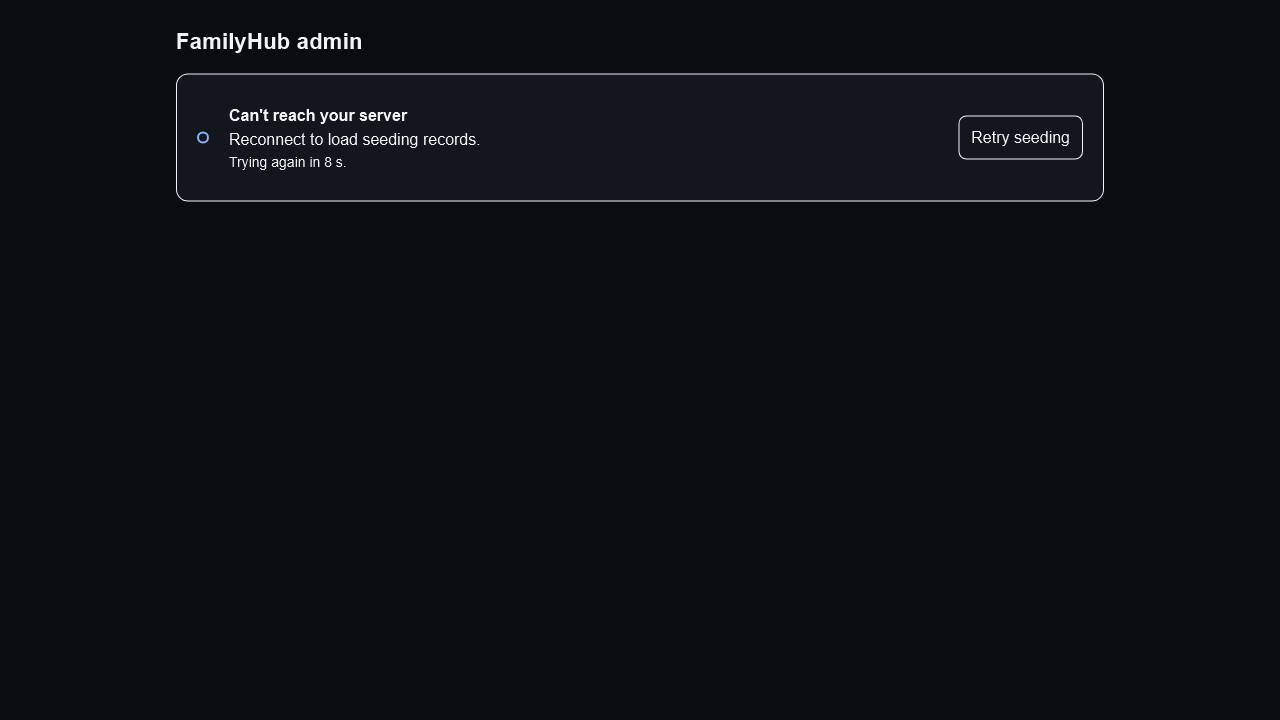 FamilyHub admin
Can't reach your server
Reconnect to load seeding records.
Trying again in 8 s.
Retry seeding